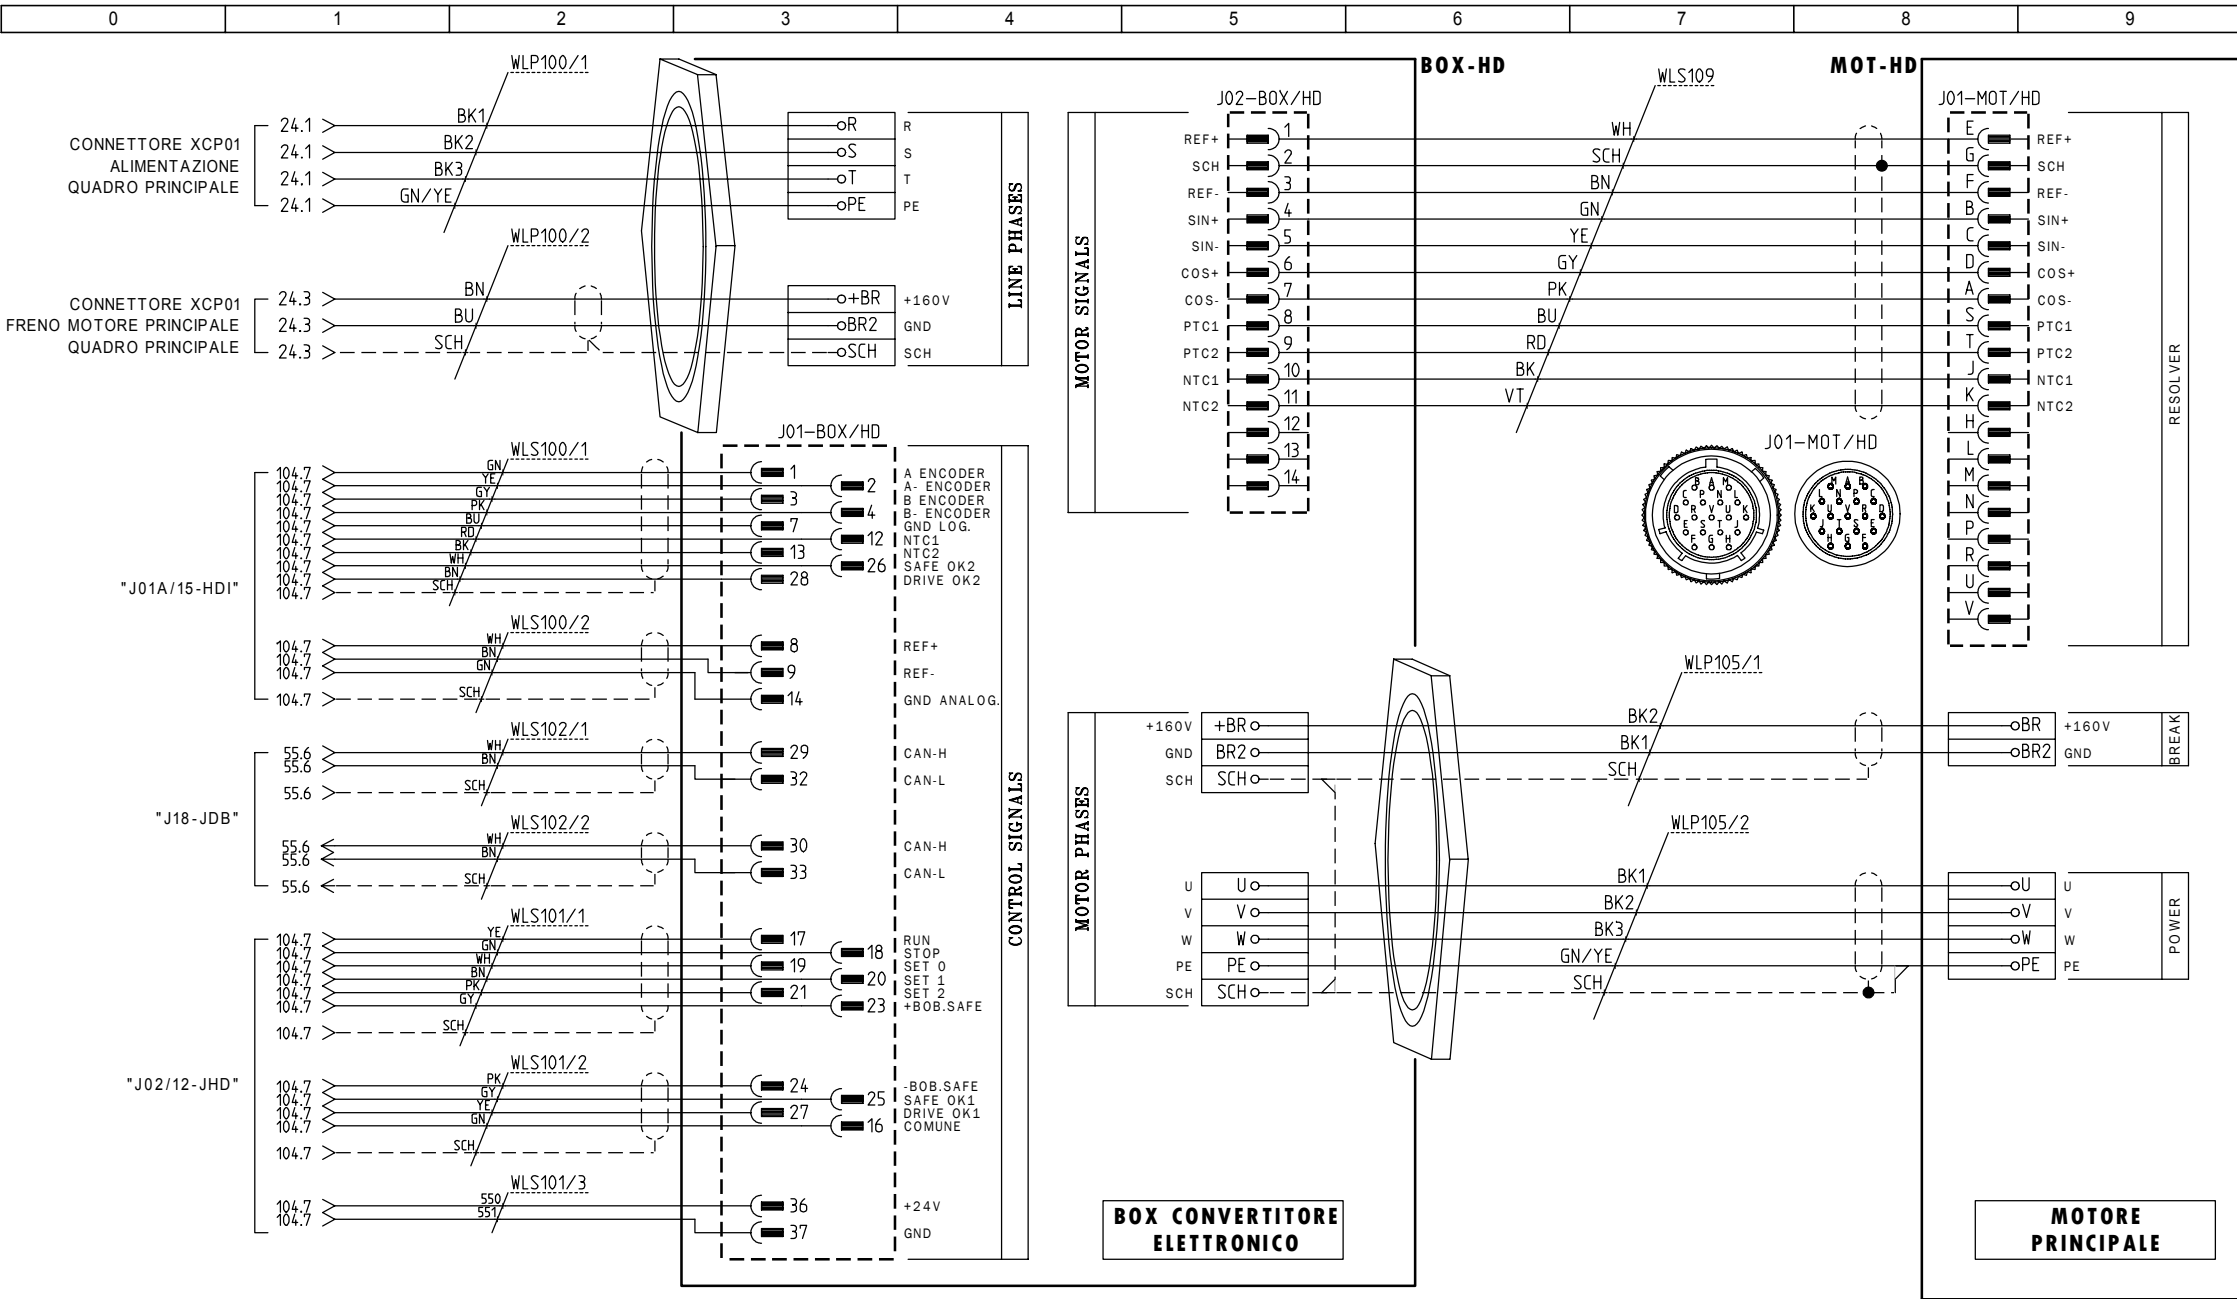 0 1 2 3 4 5 6 7 8 9
BOX-HD
MOT-HD
WLP100/1
CONNETTORE XCP01
ALIMENTAZIONE
QUADRO PRINCIPALE
24.1 BK1 R R
24.1 BK2 S S
24.1 BK3 T T
24.1 GN/YE PE PE
WLP100/2
CONNETTORE XCP01
FRENO MOTORE PRINCIPALE
QUADRO PRINCIPALE
24.3 BN +BR +160V
24.3 BU BR2 GND
24.3 SCH SCH SCH
LINE PHASES
J01-BOX/HD
"J01A/15-HDI"
WLS100/1
104.7 GN 1 A ENCODER
104.7 YE 2 A- ENCODER
104.7 GY 3 B ENCODER
104.7 PK 4 B- ENCODER
104.7 BU 7 GND LOG.
104.7 RD 12 NTC1
104.7 BK 13 NTC2
104.7 WH 26 SAFE OK2
104.7 BN 28 DRIVE OK2
104.7 SCH
WLS100/2
104.7 WH 8 REF+
104.7 BN 9 REF-
104.7 GN 14 GND ANALOG.
104.7 SCH
"J18-JDB"
WLS102/1
55.6 WH 29 CAN-H
55.6 BN 32 CAN-L
55.6 SCH
WLS102/2
55.6 WH 30 CAN-H
55.6 BN 33 CAN-L
55.6 SCH
"J02/12-JHD"
WLS101/1
104.7 YE 17 RUN
104.7 GN 18 STOP
104.7 WH 19 SET 0
104.7 BN 20 SET 1
104.7 PK 21 SET 2
104.7 GY 23 +BOB.SAFE
104.7 SCH
WLS101/2
104.7 PK 24 -BOB.SAFE
104.7 GY 25 SAFE OK1
104.7 YE 27 DRIVE OK1
104.7 GN 16 COMUNE
104.7 SCH
WLS101/3
104.7 550 36 +24V
104.7 551 37 GND
CONTROL SIGNALS
MOTOR SIGNALS
J02-BOX/HD
WLS109
J01-MOT/HD
REF+ 1 WH E REF+
SCH 2 SCH G SCH
REF- 3 BN F REF-
SIN+ 4 GN B SIN+
SIN- 5 YE C SIN-
COS+ 6 GY D COS+
COS- 7 PK A COS-
PTC1 8 BU S PTC1
PTC2 9 RD T PTC2
NTC1 10 BK J NTC1
NTC2 11 VT K NTC2
12 H
13 L
14 M
N
P
R
U
V
RESOLVER
J01-MOT/HD
B A M
C P N L
D R V U K
E S T J
F G H
M A B
L N P C
K U V R D
J T S E
H G F
MOTOR PHASES
WLP105/1
+160V +BR BK2 BR +160V
GND BR2 BK1 BR2 GND
SCH SCH SCH
BREAK
WLP105/2
U U BK1 U U
V V BK2 V V
W W BK3 W W
PE PE GN/YE PE PE
SCH SCH SCH
POWER
BOX CONVERTITORE
ELETTRONICO
MOTORE
PRINCIPALE